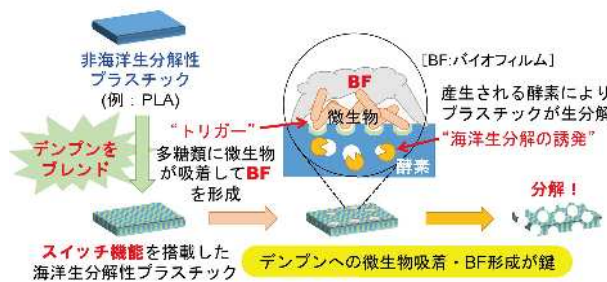 非海洋生分解性
プラスチック
(例：PLA)
デンプンを
ブレンド
スイッチ機能を搭載した
海洋生分解性プラスチック
“トリガー”
多糖類に微生物
が吸着してBF
を形成
BF
微生物
酵素
[BF:バイオフィルム]
産生される酵素により
プラスチックが生分解
“海洋生分解の誘発”
分解！
デンプンへの微生物吸着・BF形成が鍵